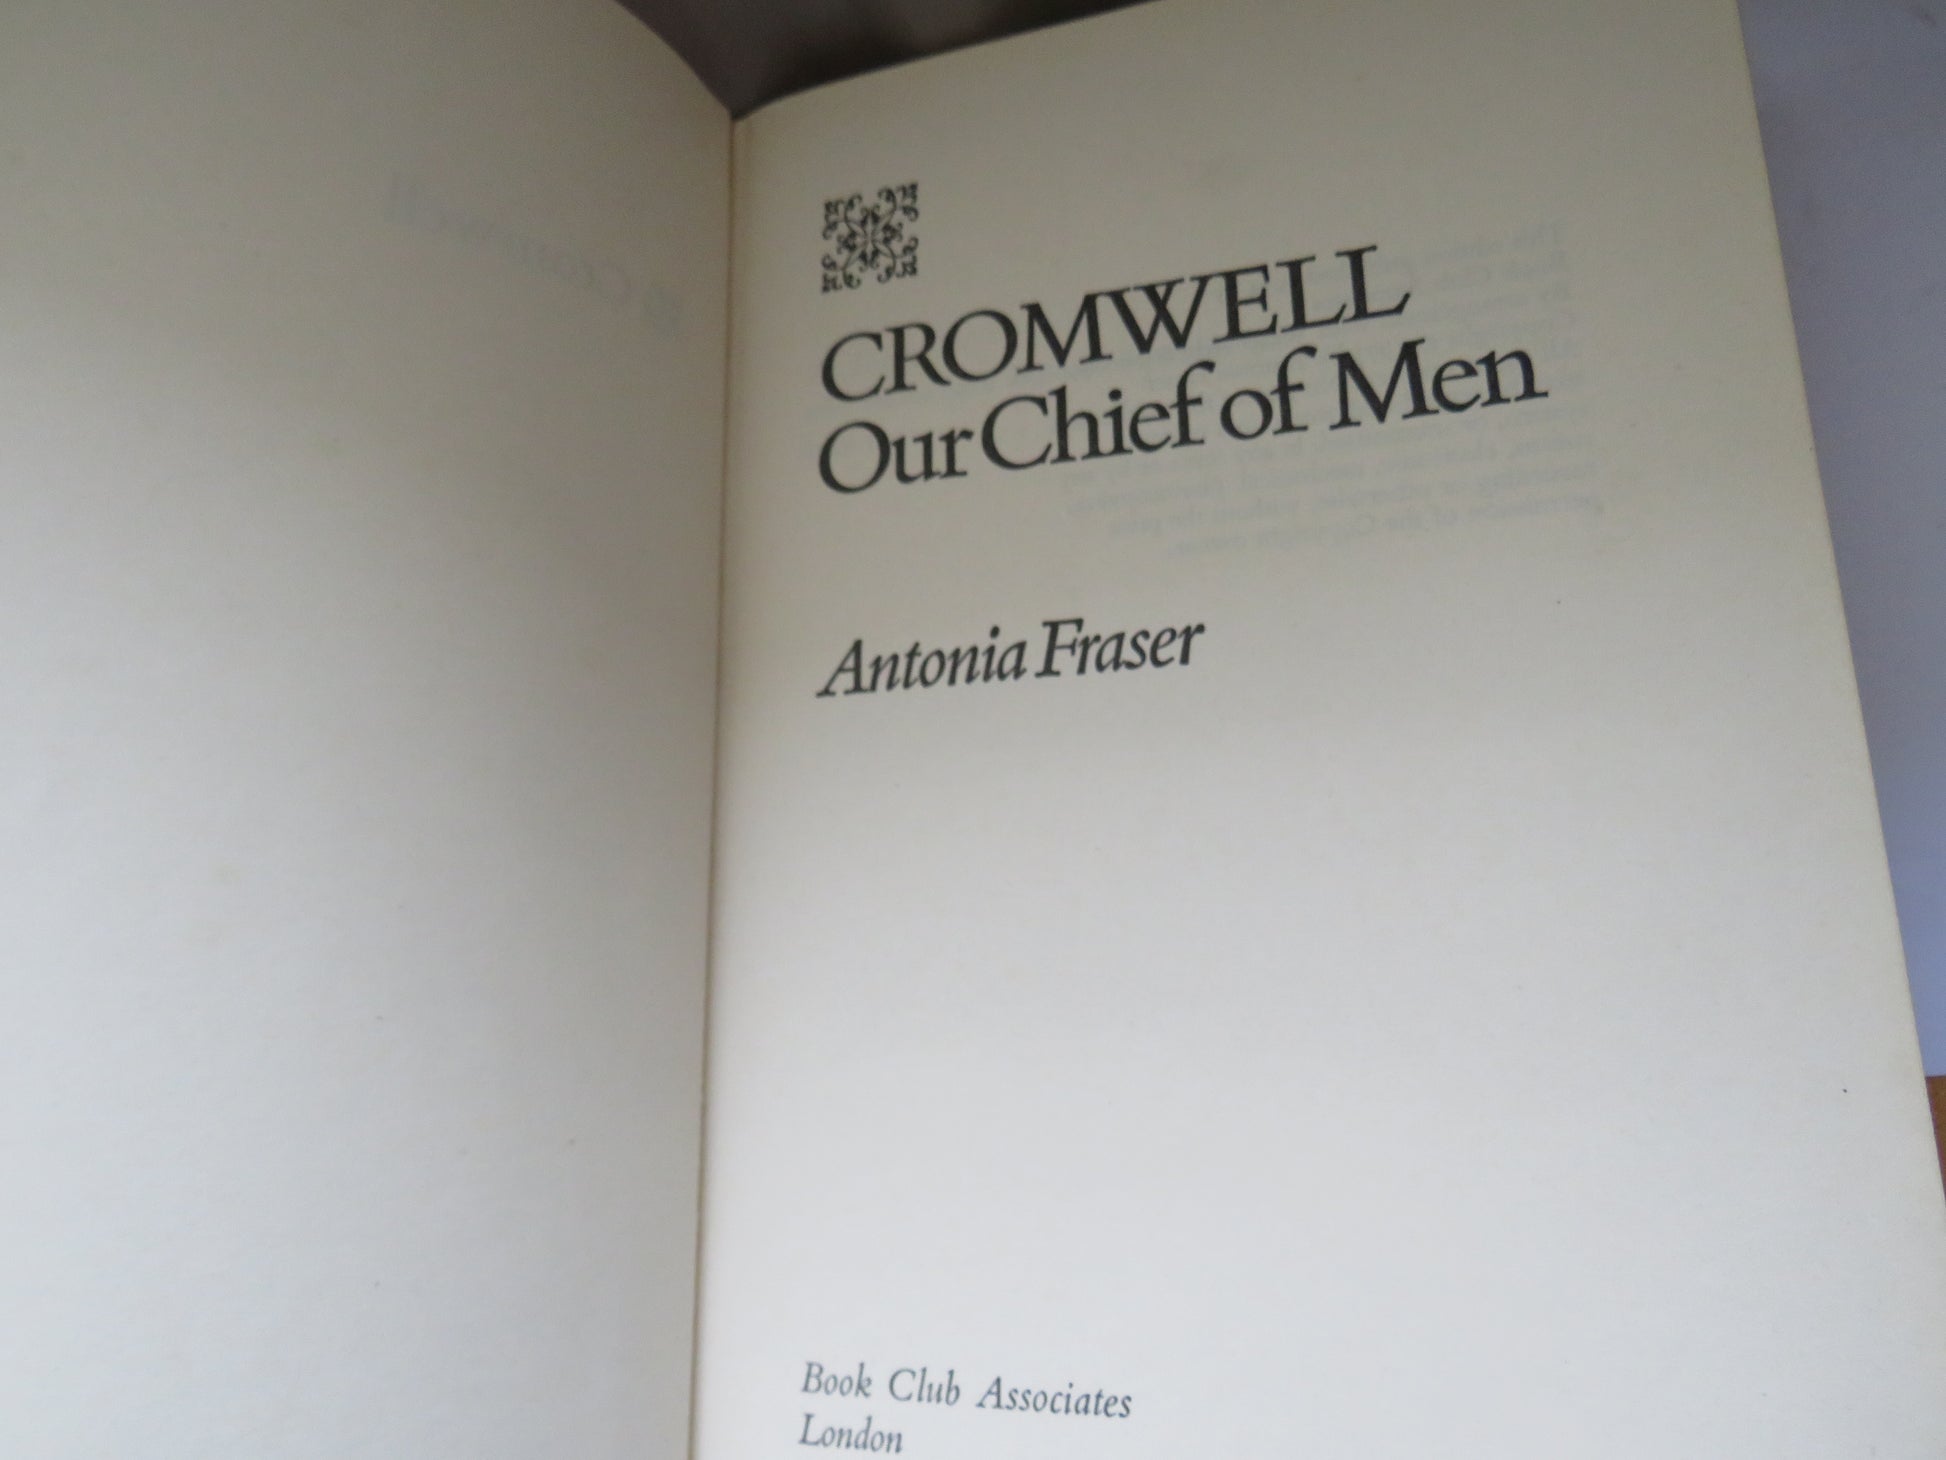 CROMWELL
Our Chief of Men
Antonia Fraser
Book Club Associates
London